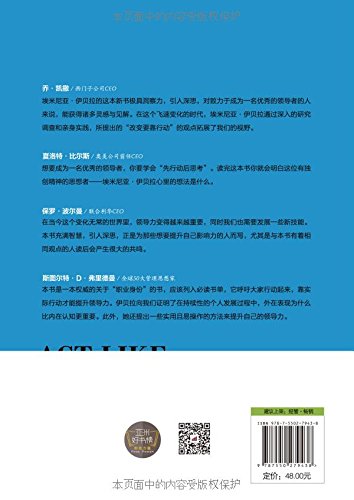 本页面中的内容受版权保护
乔·凯撒/西门子公司CEO
埃米尼亚·伊贝拉的这本新书极具洞察力，引人深思，对致力于成为一名优秀的领导者的人
来说，能获得诸多灵感与见解。在这个飞速变化的时代，埃米尼亚·伊贝拉通过深入的研究
调查和亲身实践，所提出的“改变要靠行动”的观点拓展了我们的视野。
夏洛特·比尔斯/奥美公司前任CEO
想要成为一名优秀的领导者，你要学会“先行动后思考”。读完这本书你就会明白这位有独
创精神的思想者——埃米尼亚·伊贝拉心里的想法是什么。
保罗·波尔曼/联合利华CEO
在当今这个变化无常的世界里，领导力变得越来越重要，同时我们也需要发展一些新技能。
本书充满智慧，引人深思，正是为那些想要提升自己影响力的人而写，尤其是与本书有着相
同观点的人读后会产生很大的共鸣。
斯图尔特·D·弗里德曼/全球50大管理思想家
本书是一本权威的关于“职业身份”的书，应该列入必读书单，它呼吁大家行动起来，靠实
际行动才能提升领导力。伊贝拉向我们证明了在持续性的个人发展过程中，外在表现为什么
比内在认知更重要。此外，她还提出一些实用且易操作的方法来提升自己的领导力。
ACT LIKE
亚米
好书情
建议上架：经管·畅销
ISBN 978-7-5502-7943-8
9 787550 279438 >
定价：48.00元
本页面中的内容受版权保护